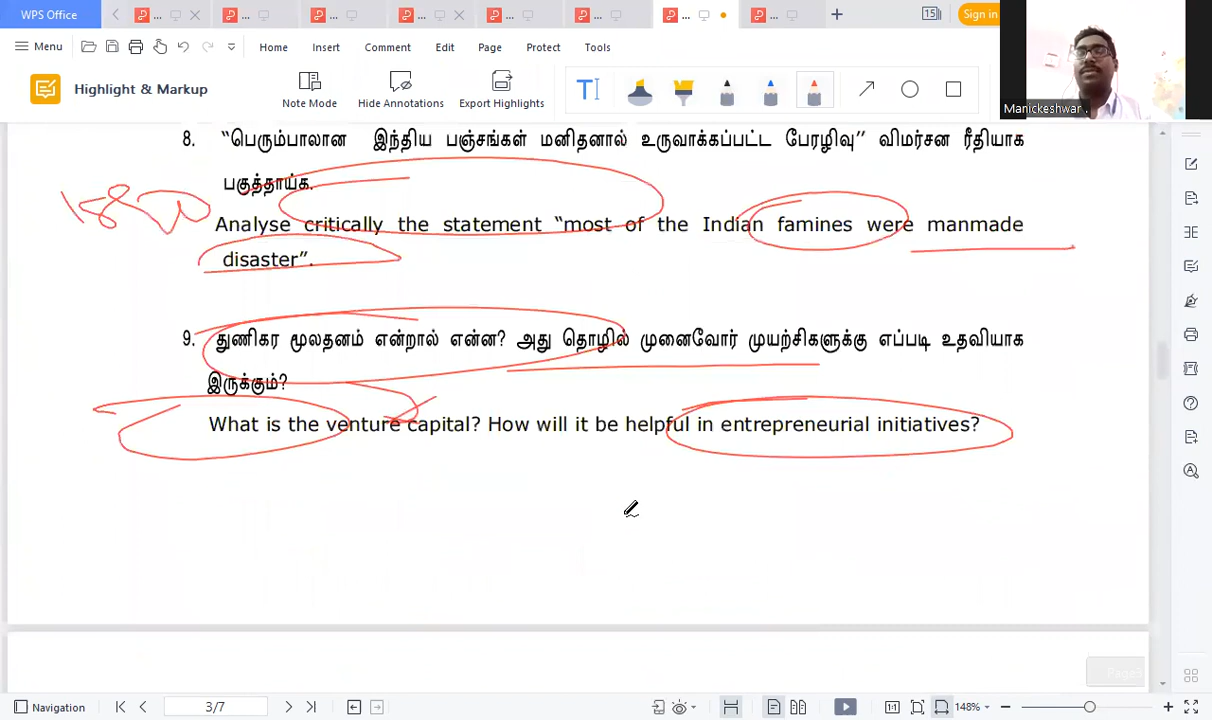 WPS Office
...
...
...
...
...
...
...
...
15
Sign in
Menu
Home Insert Comment Edit Page Protect Tools
Highlight & Markup
Note Mode Hide Annotations Export Highlights
Manickeshwar
8. “பெரும்பாலான இந்திய பஞ்சங்கள் மனிதனால் உருவாக்கப்பட்ட பேரழிவு” விமர்சன ரீதியாக
பகுத்தாய்க.
Analyse critically the statement “most of the Indian famines were manmade
disaster”.
9. துணிகர மூலதனம் என்றால் என்ன? அது தொழில் முனைவோர் முயற்சிகளுக்கு எப்படி உதவியாக
இருக்கும்?
What is the venture capital? How will it be helpful in entrepreneurial initiatives?
Navigation 3/7 148%